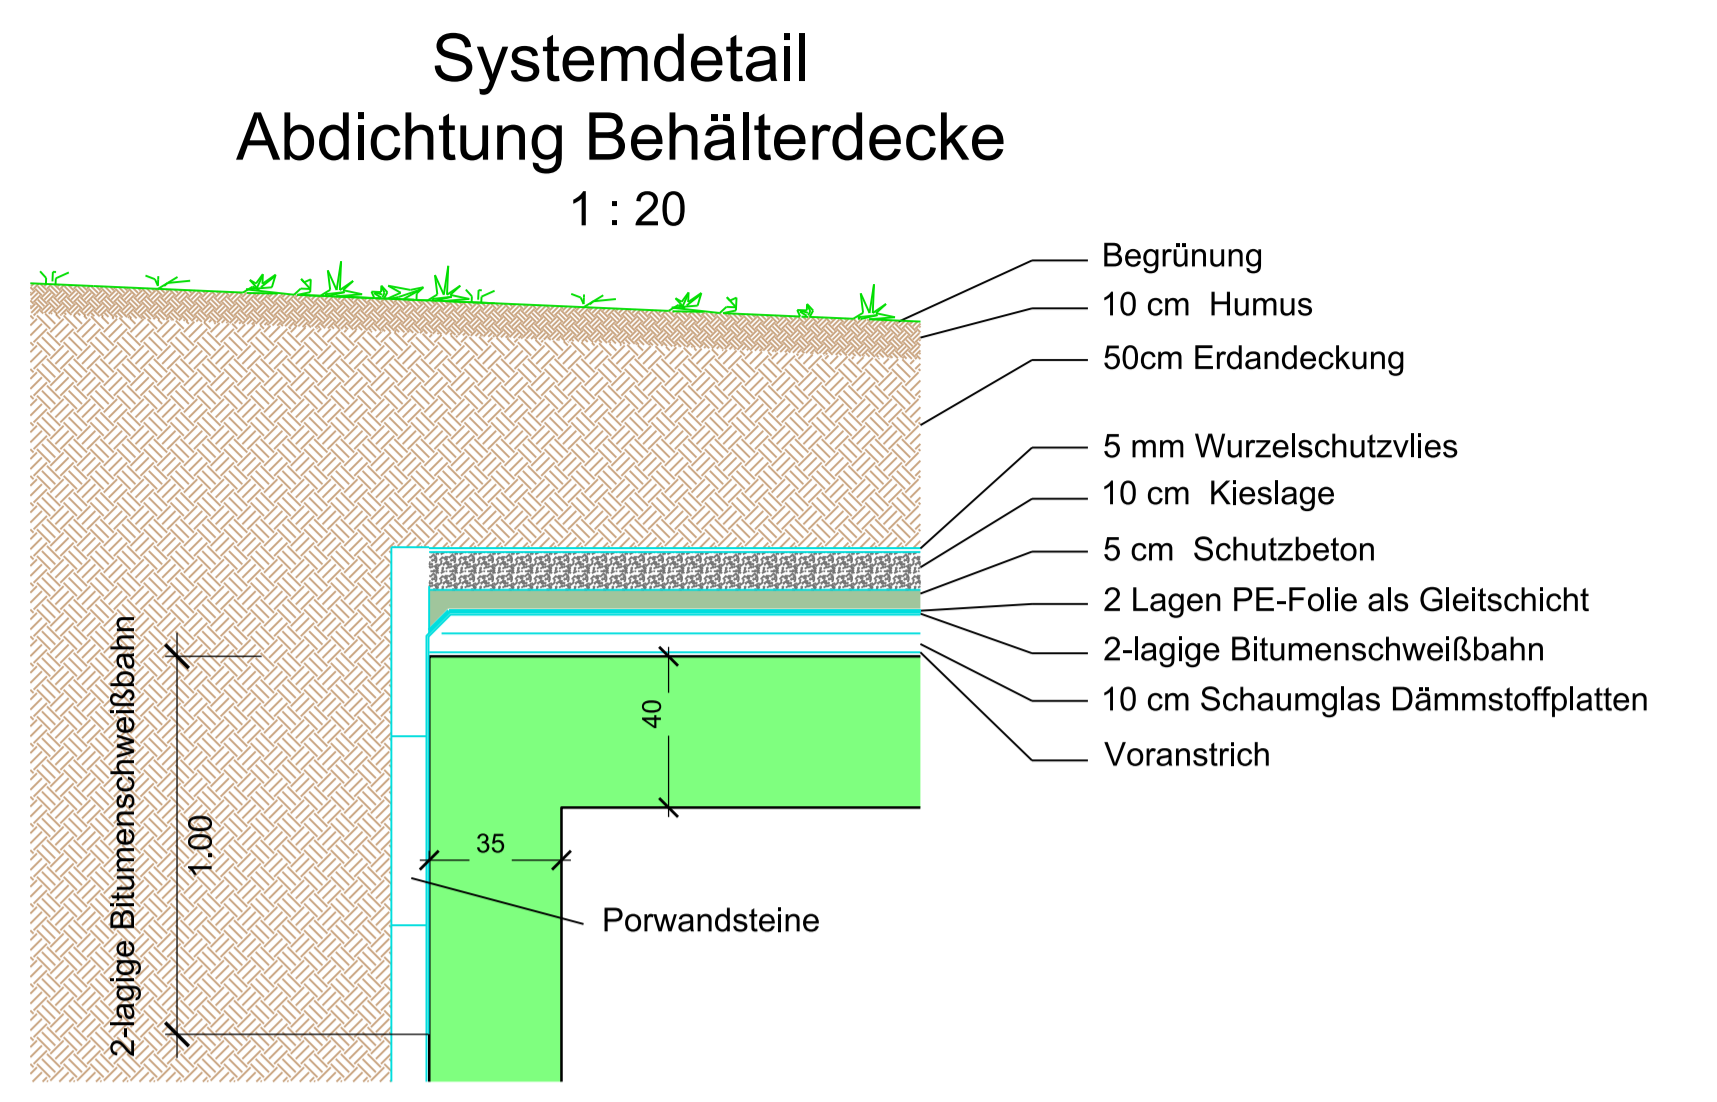 Systemdetail
Abdichtung Behälterdecke
1 : 20
Begrünung
10 cm Humus
50cm Erdandeckung
5 mm Wurzelschutzvlies
10 cm Kieslage
5 cm Schutzbeton
2 Lagen PE-Folie als Gleitschicht
2-lagige Bitumenschweißbahn
10 cm Schaumglas Dämmstoffplatten
Voranstrich
2-lagige Bitumenschweißbahn
1.00
40
35
Porwandsteine